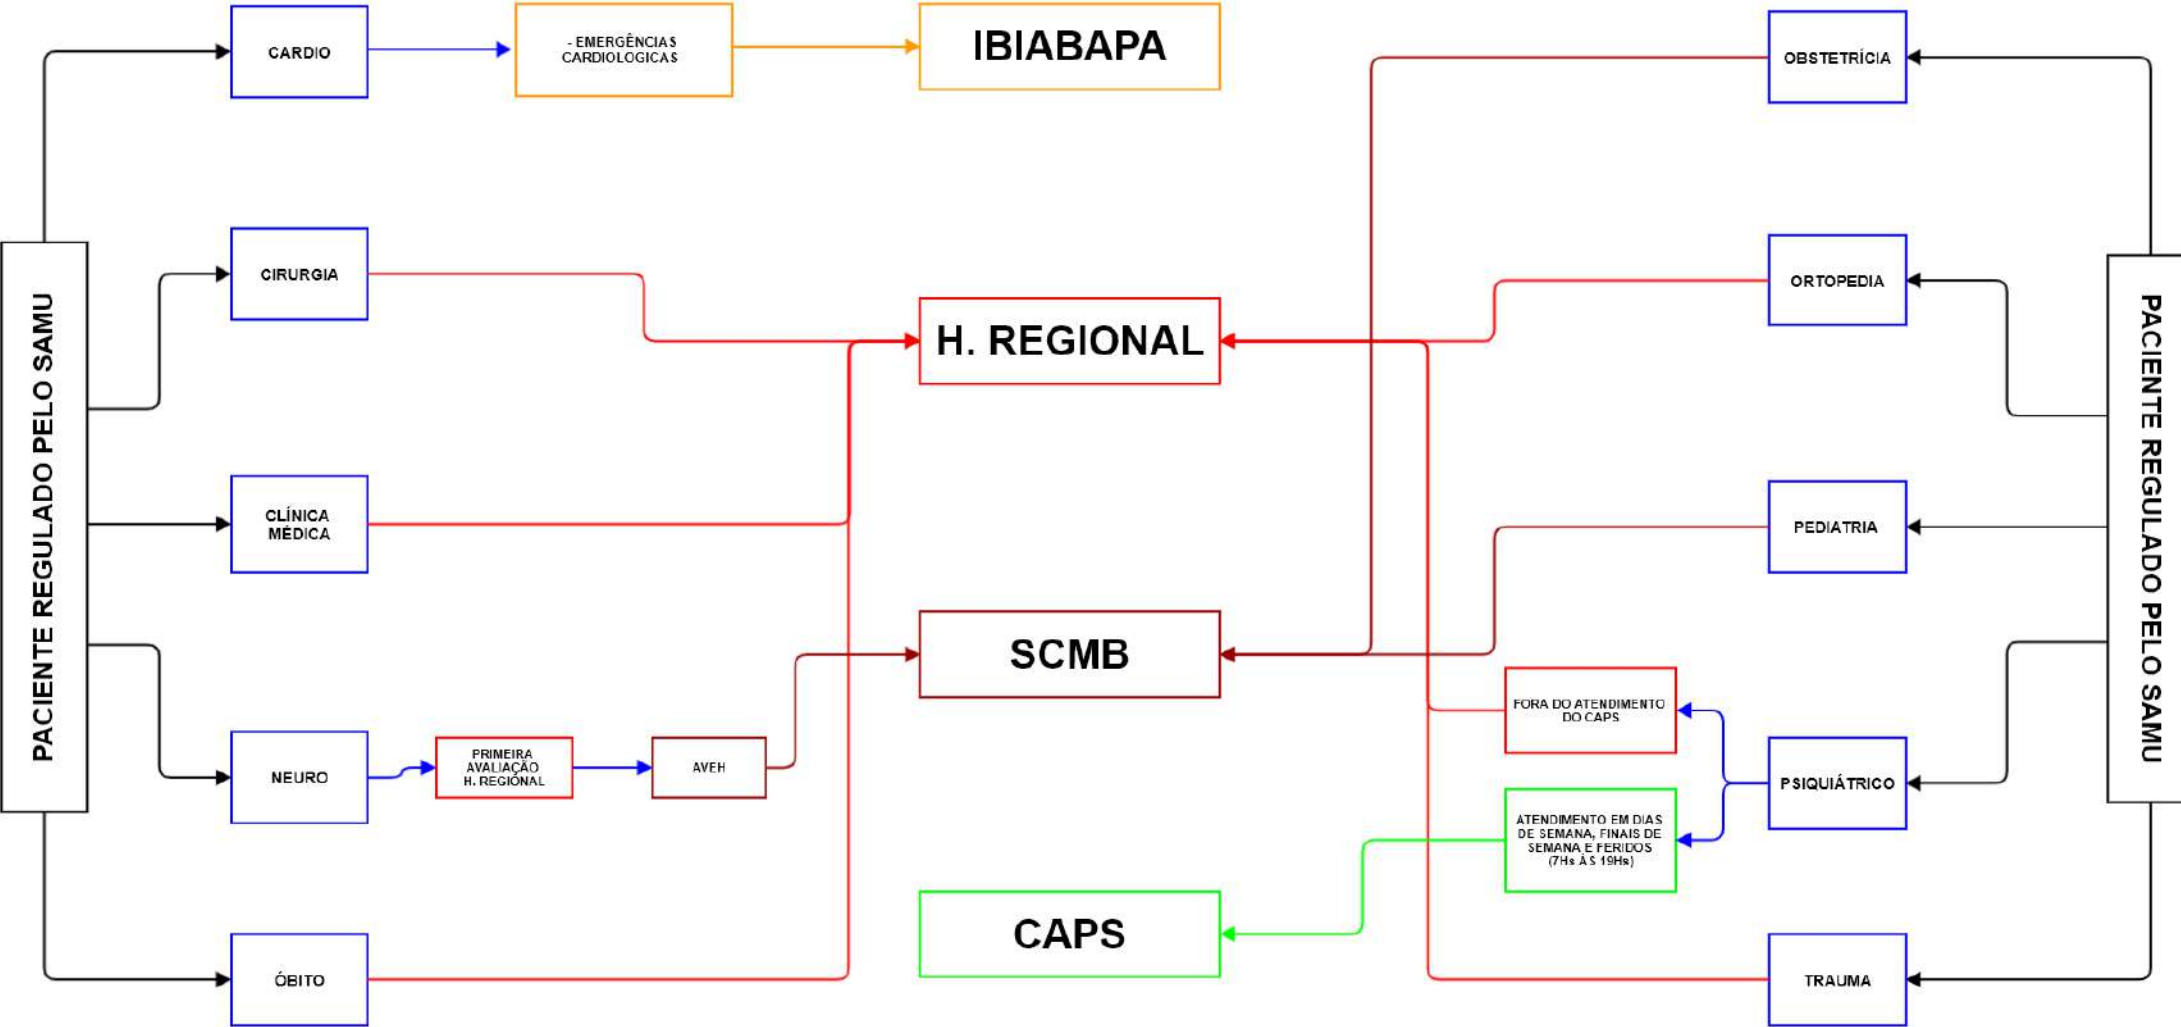 CARDIO
- EMERGÊNCIAS
CARDIOLOGICAS
IBIABAPA
OBSTETRÍCIA
PACIENTE REGULADO PELO SAMU
CIRURGIA
H. REGIONAL
ORTOPEDIA
PACIENTE REGULADO PELO SAMU
CLÍNICA
MÉDICA
PEDIATRIA
SCMB
FORA DO ATENDIMENTO
DO CAPS
NEURO
PRIMEIRA
AVALIAÇÃO
H. REGIONAL
AVEH
PSIQUIÁTRICO
ATENDIMENTO EM DIAS
DE SEMANA, FINAIS DE
SEMANA E FERIDOS
(7Hs ÀS 19Hs)
CAPS
ÓBITO
TRAUMA